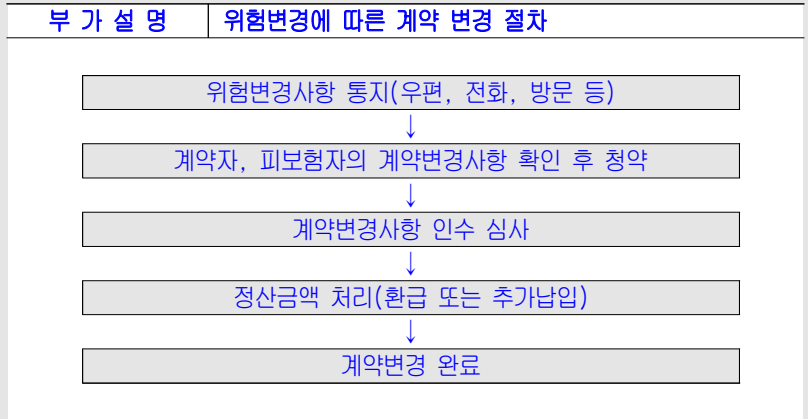 부 가 설 명 위험변경에 따른 계약 변경 절차
위험변경사항 통지(우편, 전화, 방문 등)
↓
계약자, 피보험자의 계약변경사항 확인 후 청약
↓
계약변경사항 인수 심사
↓
정산금액 처리(환급 또는 추가납입)
↓
계약변경 완료